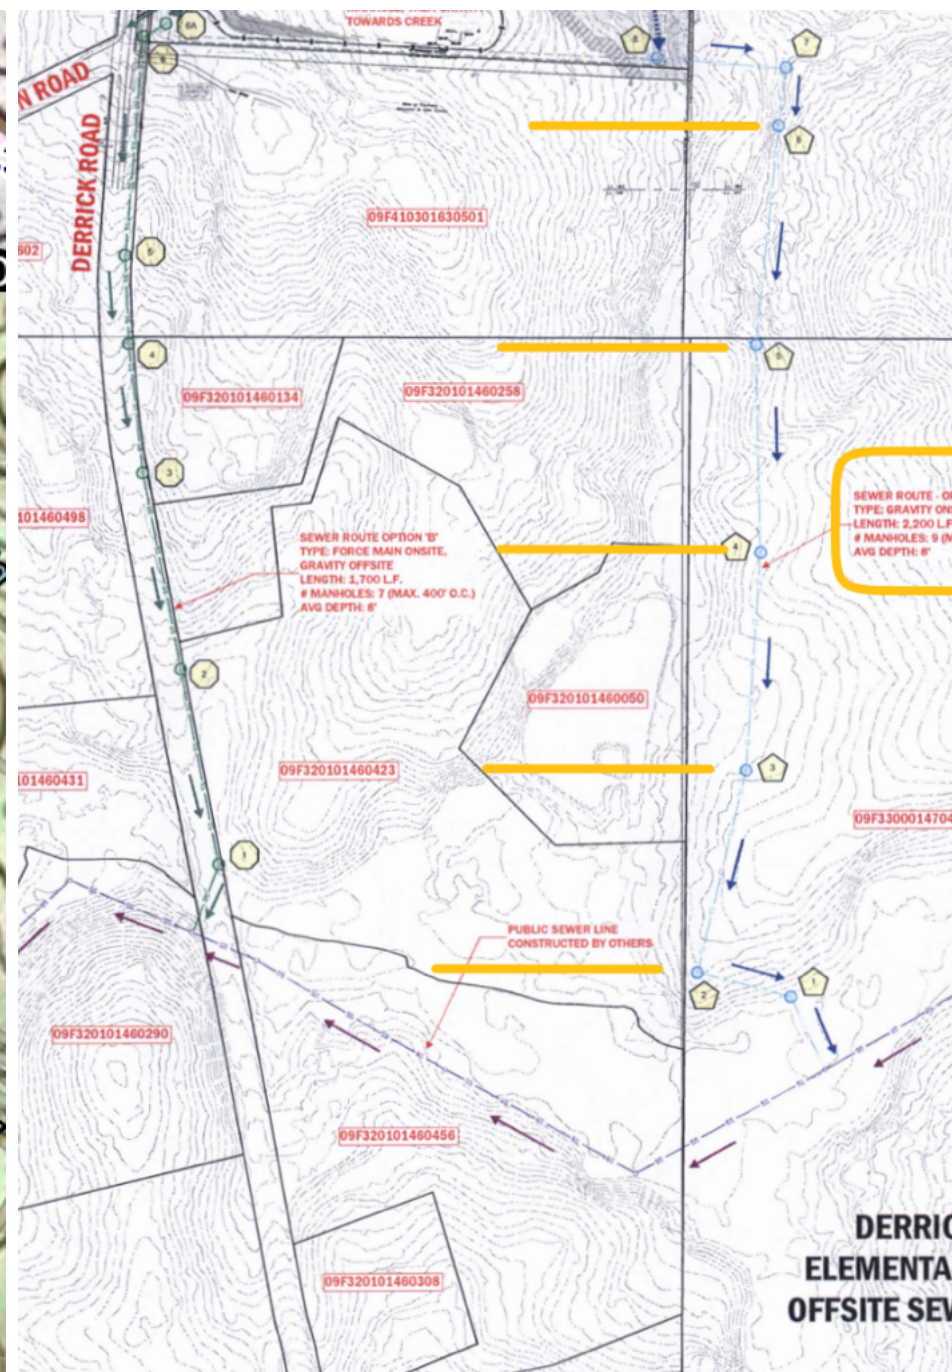 TOWARDS CREEK
6A
6
8
7
6
N ROAD
DERRICK ROAD
09F410301630501
602
5
4
5
09F320101460134
09F320101460258
3
101460498
SEWER ROUTE OPTION 'B'
TYPE: FORCE MAIN ONSITE,
GRAVITY OFFSITE
LENGTH: 1,700 L.F.
# MANHOLES: 7 (MAX. 400' O.C.)
AVG DEPTH: 8'
4
SEWER ROUTE - OP
TYPE: GRAVITY ONS
LENGTH: 2,200 L.F
# MANHOLES: 9 (M
AVG DEPTH: 8'
2
09F320101460050
101460431
09F320101460423
3
09F3300014704
1
PUBLIC SEWER LINE
CONSTRUCTED BY OTHERS
2
1
09F320101460290
09F320101460456
09F320101460308
DERRIC
ELEMENTA
OFFSITE SEW